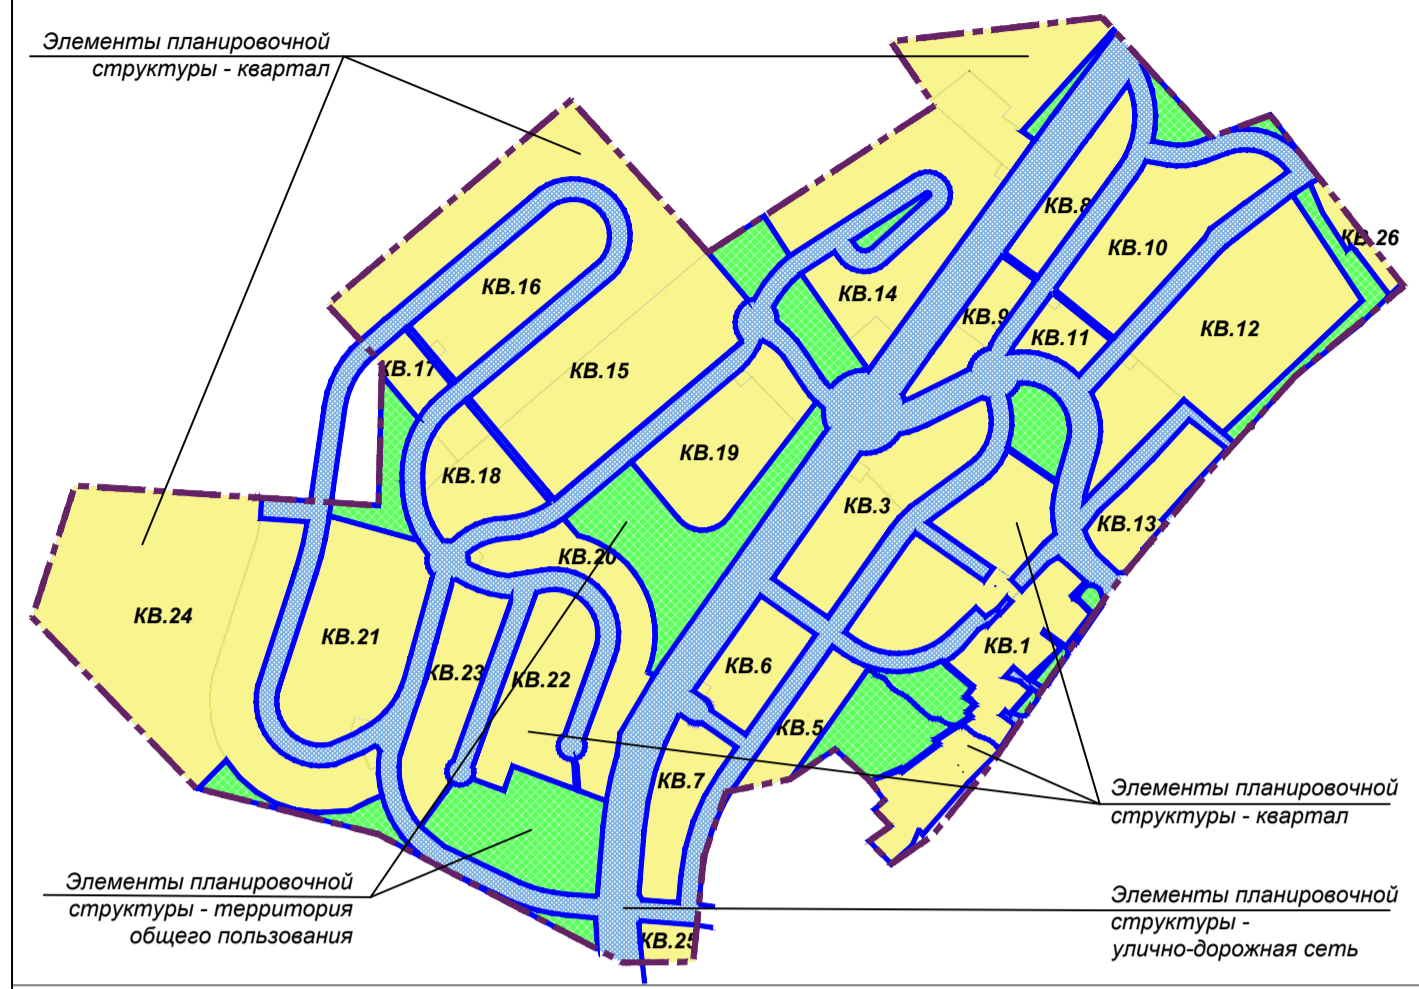 Элементы планировочной
структуры - квартал
КВ.8
КВ.26
КВ.10
КВ.16
КВ.14
КВ.9
КВ.12
КВ.11
КВ.17
КВ.15
КВ.19
КВ.18
КВ.3
КВ.13
КВ.20
КВ.24
КВ.21
КВ.1
КВ.6
КВ.23
КВ.22
КВ.5
КВ.7
Элементы планировочной
структуры - квартал
Элементы планировочной
структуры - территория
общего пользования
Элементы планировочной
структуры -
улично-дорожная сеть
КВ.25